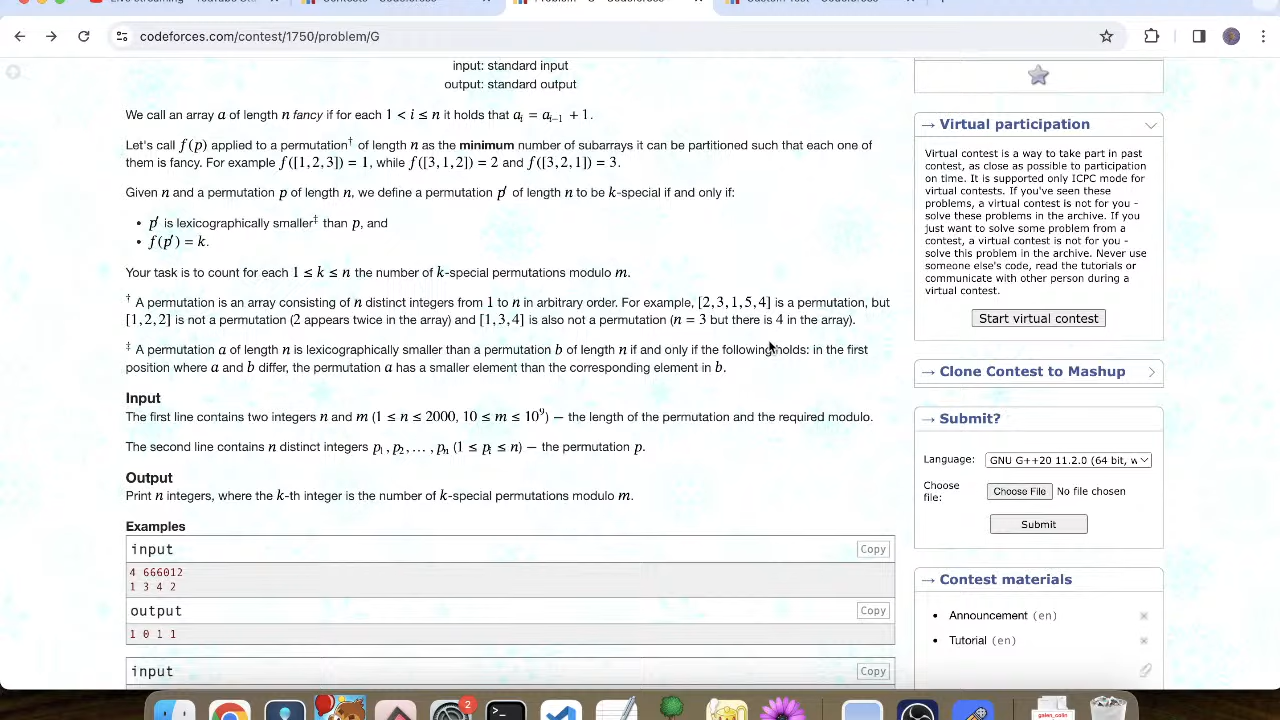 codeforces.com/contest/1750/problem/G
input: standard input
output: standard output
We call an array a of length n fancy if for each 1 < i ≤ n it holds that aᵢ = aᵢ₋₁ + 1.
Let's call f(p) applied to a permutation† of length n as the minimum number of subarrays it can be partitioned such that each one of
them is fancy. For example f([1, 2, 3]) = 1, while f([3, 1, 2]) = 2 and f([3, 2, 1]) = 3.
Given n and a permutation p of length n, we define a permutation p′ of length n to be k-special if and only if:
• p′ is lexicographically smaller‡ than p, and
• f(p′) = k.
Your task is to count for each 1 ≤ k ≤ n the number of k-special permutations modulo m.
† A permutation is an array consisting of n distinct integers from 1 to n in arbitrary order. For example, [2, 3, 1, 5, 4] is a permutation, but
[1, 2, 2] is not a permutation (2 appears twice in the array) and [1, 3, 4] is also not a permutation (n = 3 but there is 4 in the array).
‡ A permutation a of length n is lexicographically smaller than a permutation b of length n if and only if the following holds: in the first
position where a and b differ, the permutation a has a smaller element than the corresponding element in b.
Input
The first line contains two integers n and m (1 ≤ n ≤ 2000, 10 ≤ m ≤ 10⁹) — the length of the permutation and the required modulo.
The second line contains n distinct integers p₁, p₂, … , pₙ (1 ≤ pᵢ ≤ n) — the permutation p.
Output
Print n integers, where the k-th integer is the number of k-special permutations modulo m.
Examples
input
Copy
4 666012
1 3 4 2
output
Copy
1 0 1 1
input
Copy
→ Virtual participation
Virtual contest is a way to take part in past
contest, as close as possible to participation
on time. It is supported only ICPC mode for
virtual contests. If you've seen these
problems, a virtual contest is not for you -
solve these problems in the archive. If you
just want to solve some problem from a
contest, a virtual contest is not for you -
solve this problem in the archive. Never use
someone else's code, read the tutorials or
communicate with other person during a
virtual contest.
Start virtual contest
→ Clone Contest to Mashup
→ Submit?
Language:
GNU G++20 11.2.0 (64 bit, w
Choose
file:
Choose File No file chosen
Submit
→ Contest materials
• Announcement (en)
• Tutorial (en)
2